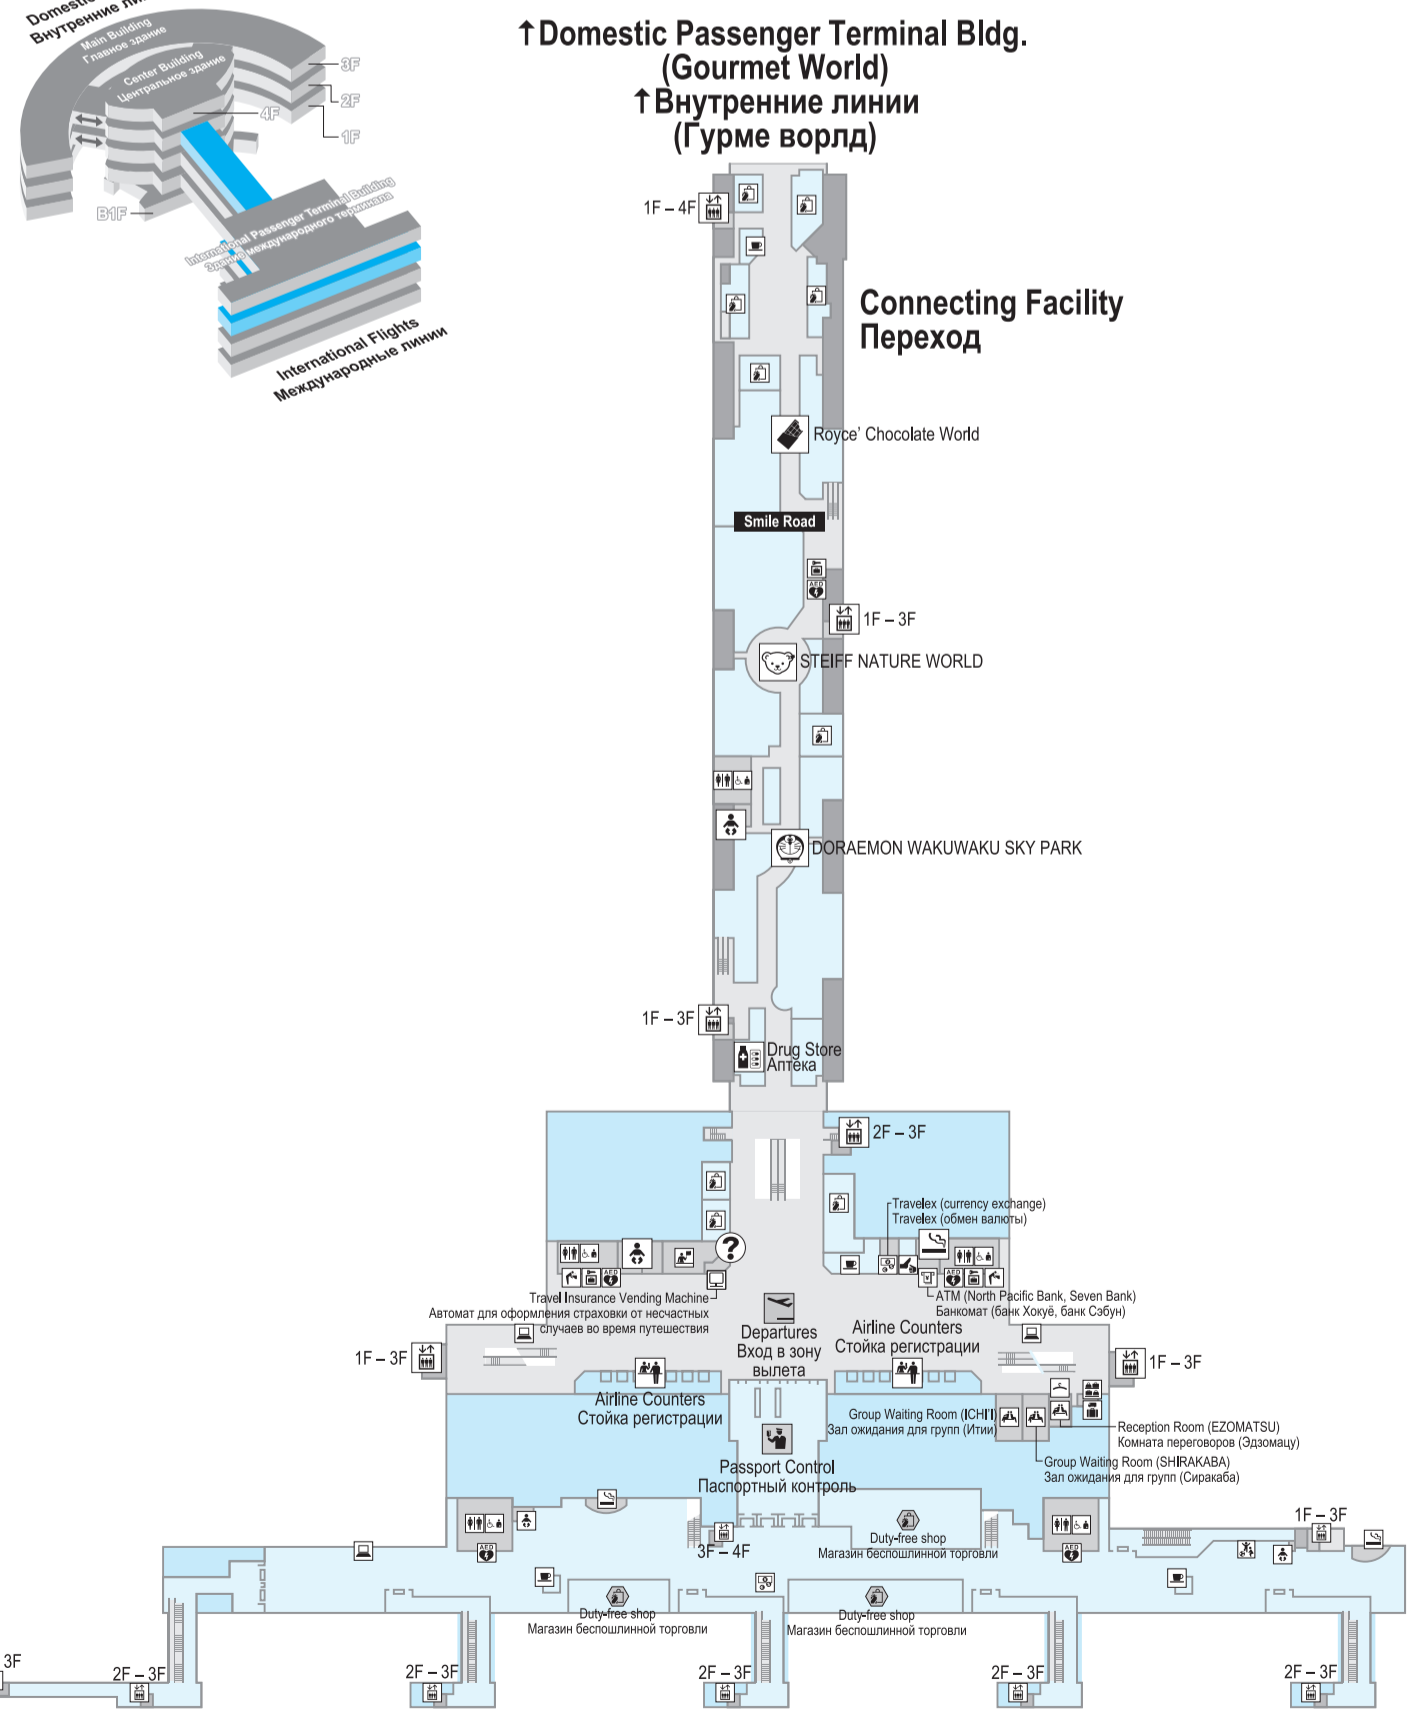 Domestic
Внутренние ли
Main Building
Главное здание
Center Building
Центральное здание
3F
2F
1F
4F
B1F
International Passenger Terminal Building
Здание международного терминала
International Flights
Международные линии
↑Domestic Passenger Terminal Bldg.
(Gourmet World)
↑Внутренние линии
(Гурме ворлд)
1F – 4F
Connecting Facility
Переход
Royce' Chocolate World
Smile Road
AED
1F – 3F
STEIFF NATURE WORLD
DORAEMON WAKUWAKU SKY PARK
1F – 3F
Drug Store
Аптека
2F – 3F
Travelex (currency exchange)
Travelex (обмен валюты)
?
AED
AED
Travel Insurance Vending Machine
Автомат для оформления страховки от несчастных
случаев во время путешествия
ATM (North Pacific Bank, Seven Bank)
Банкомат (банк Хокуё, банк Сэбун)
Departures
Вход в зону
вылета
Airline Counters
Стойка регистрации
1F – 3F
1F – 3F
Airline Counters
Стойка регистрации
Group Waiting Room (ICHI'I)
Зал ожидания для групп (Итии)
Reception Room (EZOMATSU)
Комната переговоров (Эдзомацу)
Group Waiting Room (SHIRAKABA)
Зал ожидания для групп (Сиракаба)
Passport Control
Паспортный контроль
1F – 3F
AED
3F – 4F
Duty-free shop
Магазин беспошлинной торговли
AED
Duty-free shop
Магазин беспошлинной торговли
Duty-free shop
Магазин беспошлинной торговли
3F
2F – 3F
2F – 3F
2F – 3F
2F – 3F
2F – 3F